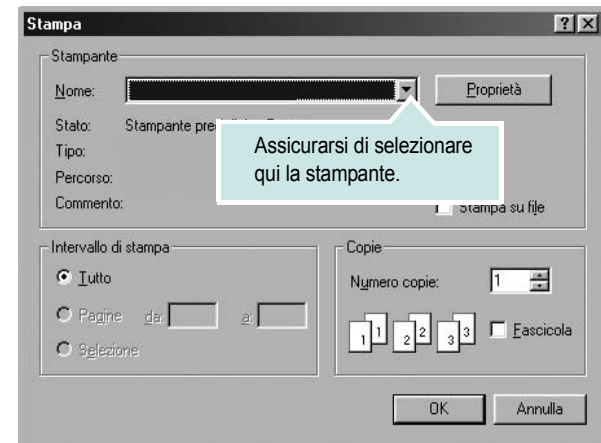 Stampa
Stampante
Nome:
Proprietà
Stato: Stampante
Assicurarsi di selezionare
qui la stampante.
Tipo:
Percorso:
Commento:
Stampa su file
Intervallo di stampa
Tutto
Pagine da: a:
Selezione
Copie
Numero copie: 1
1 1 2 2 3 3
Fascicola
OK Annulla